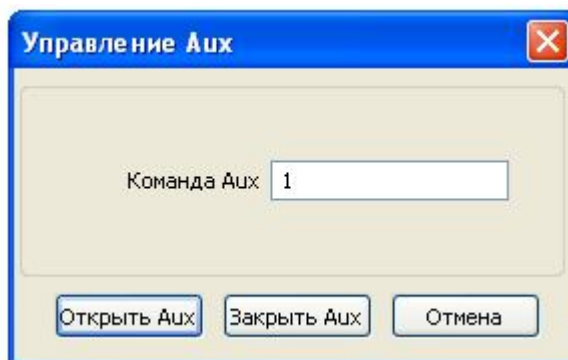 Управление Aux
Команда Aux 1
Открыть Aux Закрыть Aux Отмена